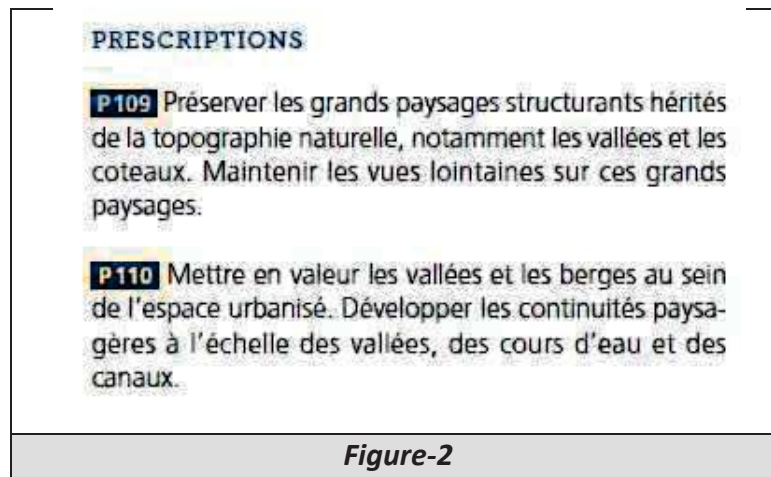 PRESCRIPTIONS
P109 Préserver les grands paysages structurants hérités
de la topographie naturelle, notamment les vallées et les
coteaux. Maintenir les vues lointaines sur ces grands
paysages.
P110 Mettre en valeur les vallées et les berges au sein
de l'espace urbanisé. Développer les continuités paysa-
gères à l'échelle des vallées, des cours d'eau et des
canaux.
Figure-2